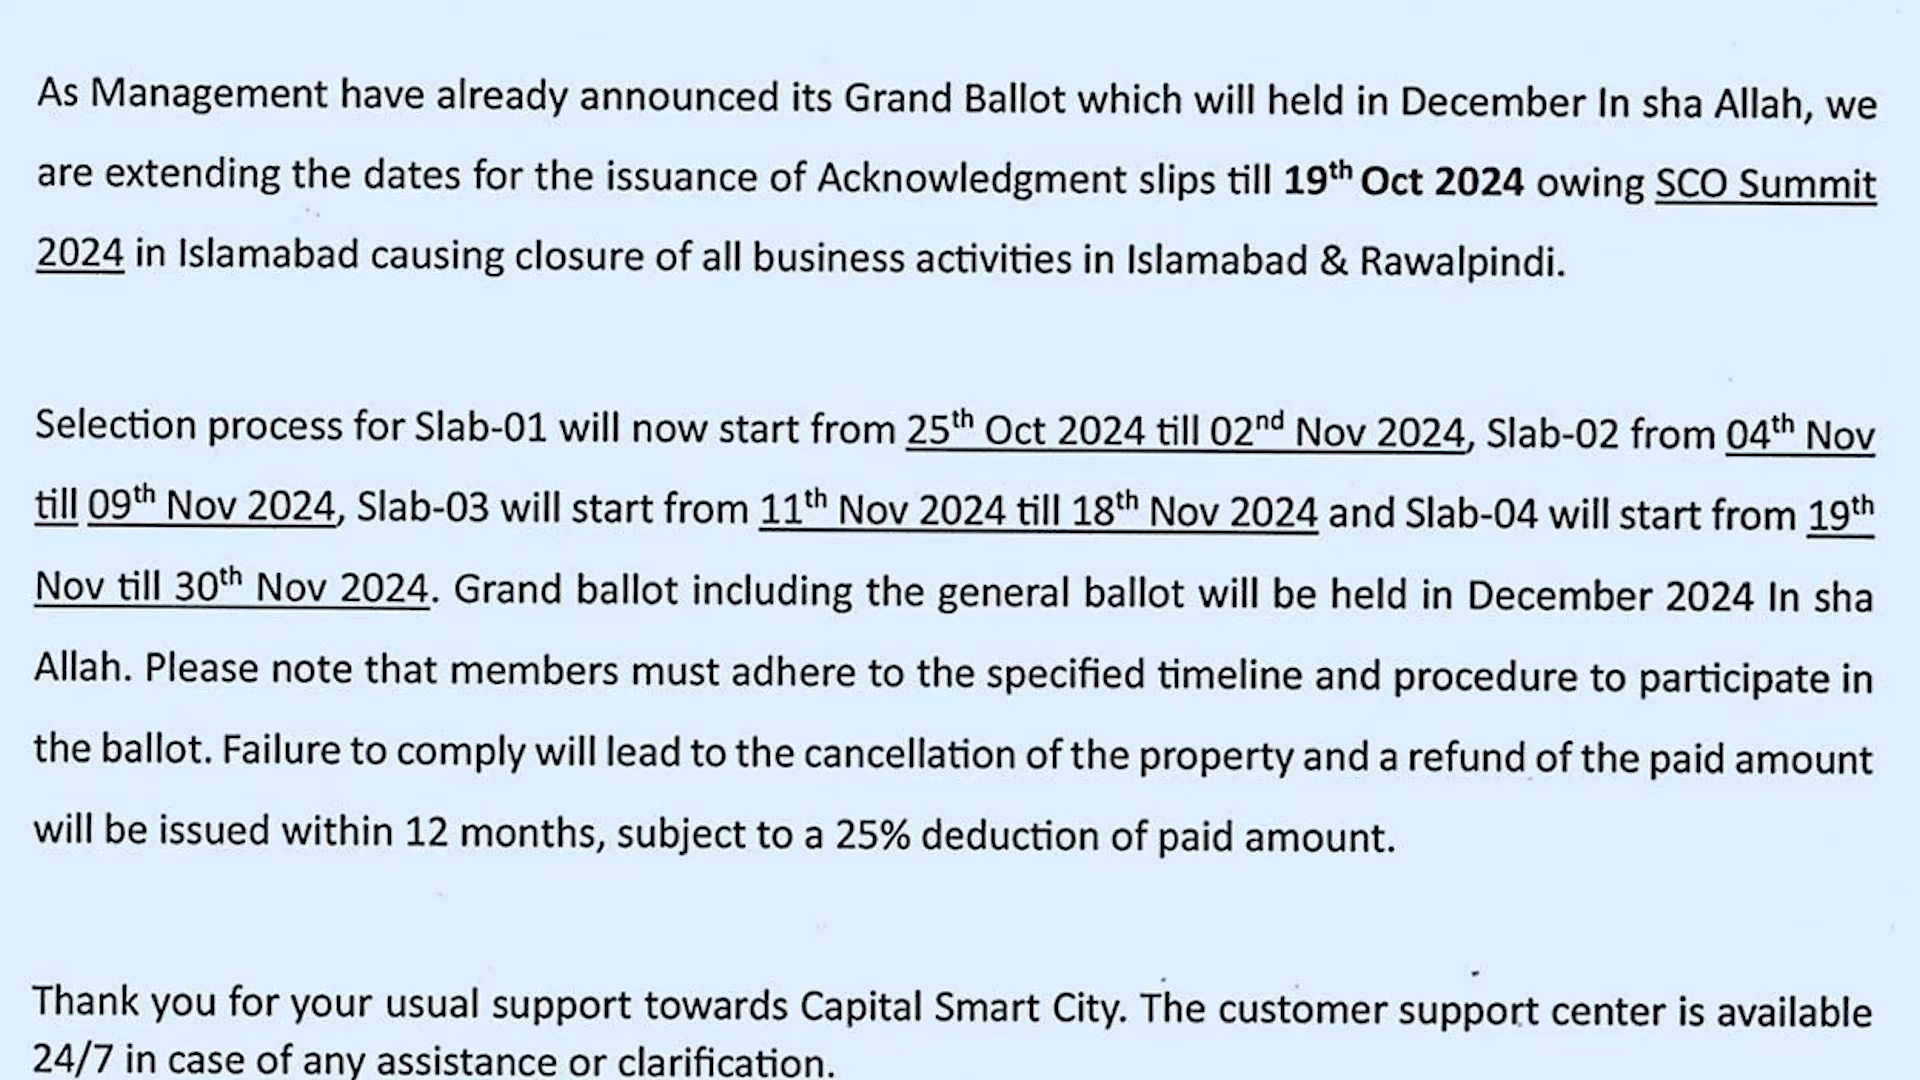 As Management have already announced its Grand Ballot which will held in December In sha Allah, we
are extending the dates for the issuance of Acknowledgment slips till 19th Oct 2024 owing SCO Summit
2024 in Islamabad causing closure of all business activities in Islamabad & Rawalpindi.
Selection process for Slab-01 will now start from 25th Oct 2024 till 02nd Nov 2024, Slab-02 from 04th Nov
till 09th Nov 2024, Slab-03 will start from 11th Nov 2024 till 18th Nov 2024 and Slab-04 will start from 19th
Nov till 30th Nov 2024. Grand ballot including the general ballot will be held in December 2024 In sha
Allah. Please note that members must adhere to the specified timeline and procedure to participate in
the ballot. Failure to comply will lead to the cancellation of the property and a refund of the paid amount
will be issued within 12 months, subject to a 25% deduction of paid amount.
Thank you for your usual support towards Capital Smart City. The customer support center is available
24/7 in case of any assistance or clarification.